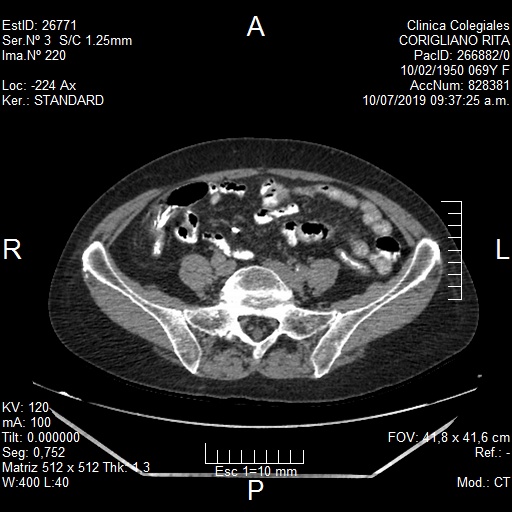 EstID: 26771
Ser.Nº 3 S/C 1.25mm
Ima.Nº 220
Loc: -224 Ax
Ker.: STANDARD
A
Clinica Colegiales
CORIGLIANO RITA
PacID: 266882/0
10/02/1950 069Y F
AccNum: 828381
10/07/2019 09:37:25 a.m.
R
L
KV: 120
mA: 100
Tilt: 0.000000
Seg: 0,752
Matriz 512 x 512 Thk: 1.3
W:400 L:40
Esc 1=10 mm
P
FOV: 41,8 x 41,6 cm
Ref.: -
Mod.: CT